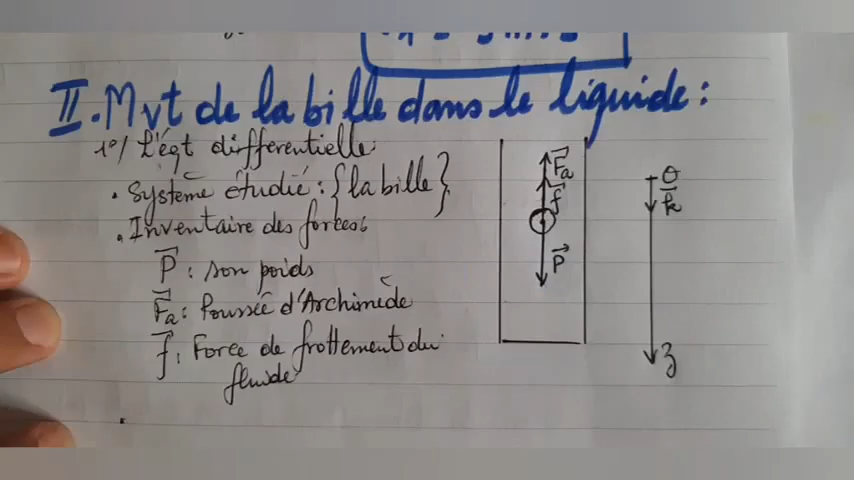 II. Mvt de la bille dans le liquide :
1°/ L'éqt differentielle:
. Système étudié : {la bille}
. Inventaire des forces:
P : son poids
Fa : Poussée d'Archimède
f : Force de frottement du
fluide
Fa
f
P
O
k
z